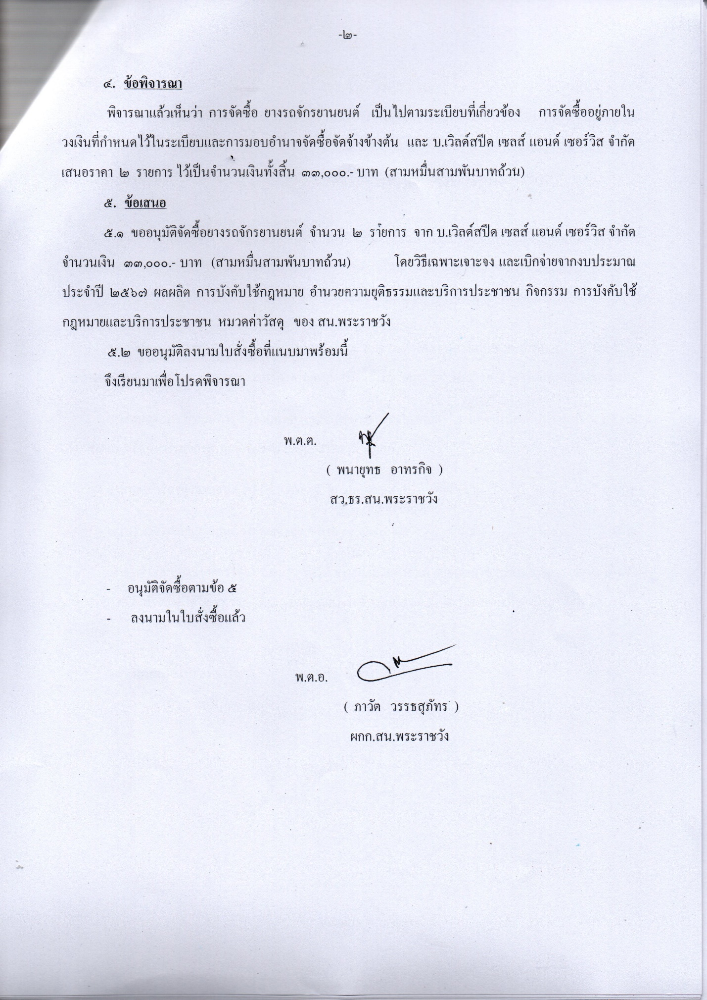 -๒-
๔. ข้อพิจารณา
พิจารณาแล้วเห็นว่า การจัดซื้อ ยางรถจักรยานยนต์ เป็นไปตามระเบียบที่เกี่ยวข้อง การจัดซื้ออยู่ภายใน
วงเงินที่กำหนดไว้ในระเบียบและการมอบอำนาจจัดซื้อจัดจ้างข้างต้น และ บ.เวิลด์สปีด เซลส์ แอนด์ เซอร์วิส จำกัด
เสนอราคา ๒ รายการ ไว้เป็นจำนวนเงินทั้งสิ้น ๓๓,๐๐๐.- บาท (สามหมื่นสามพันบาทถ้วน)
๕. ข้อเสนอ
๕.๑ ขออนุมัติจัดซื้อยางรถจักรยานยนต์ จำนวน ๒ รายการ จาก บ.เวิลด์สปีด เซลส์ แอนด์ เซอร์วิส จำกัด
จำนวนเงิน ๓๓,๐๐๐.- บาท (สามหมื่นสามพันบาทถ้วน) โดยวิธีเฉพาะเจาะจง และเบิกจ่ายจากงบประมาณ
ประจำปี ๒๕๖๗ ผลผลิต การบังคับใช้กฎหมาย อำนวยความยุติธรรมและบริการประชาชน กิจกรรม การบังคับใช้
กฎหมายและบริการประชาชน หมวดค่าวัสดุ ของ สน.พระราชวัง
๕.๒ ขออนุมัติลงนามใบสั่งซื้อที่แนบมาพร้อมนี้
จึงเรียนมาเพื่อโปรดพิจารณา
พ.ต.ต.
( พนายุทธ อาทรกิจ )
สว.ธร.สน.พระราชวัง
- อนุมัติจัดซื้อตามข้อ ๕
- ลงนามในใบสั่งซื้อแล้ว
พ.ต.อ.
( ภาวัต วรรธสุภัทร )
ผกก.สน.พระราชวัง